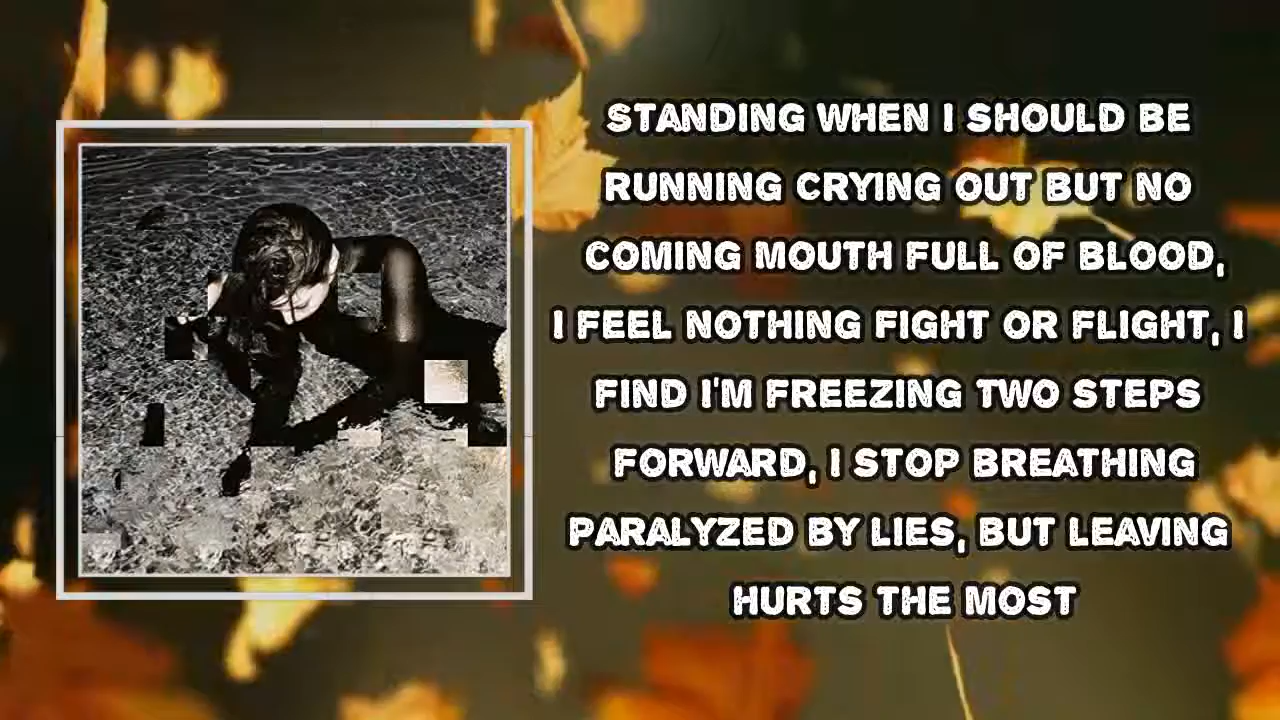 STANDING WHEN I SHOULD BE
RUNNING CRYING OUT BUT NO
COMING MOUTH FULL OF BLOOD,
I FEEL NOTHING FIGHT OR FLIGHT, I
FIND I'M FREEZING TWO STEPS
FORWARD, I STOP BREATHING
PARALYZED BY LIES, BUT LEAVING
HURTS THE MOST